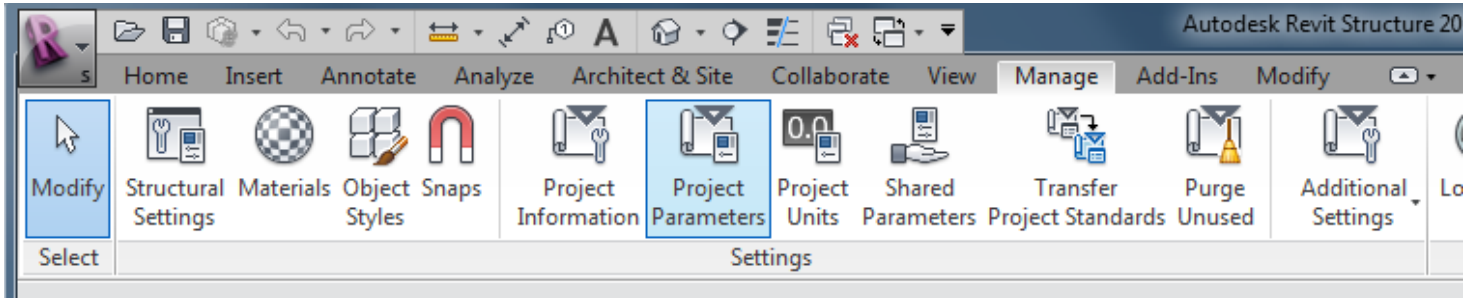 Autodesk Revit Structure 20
S
Home Insert Annotate Analyze Architect & Site Collaborate View Manage Add-Ins Modify
Modify Structural Materials Object Snaps Project Project Project Shared Transfer Purge Additional Lo
Settings Styles Information Parameters Units Parameters Project Standards Unused Settings
Select Settings